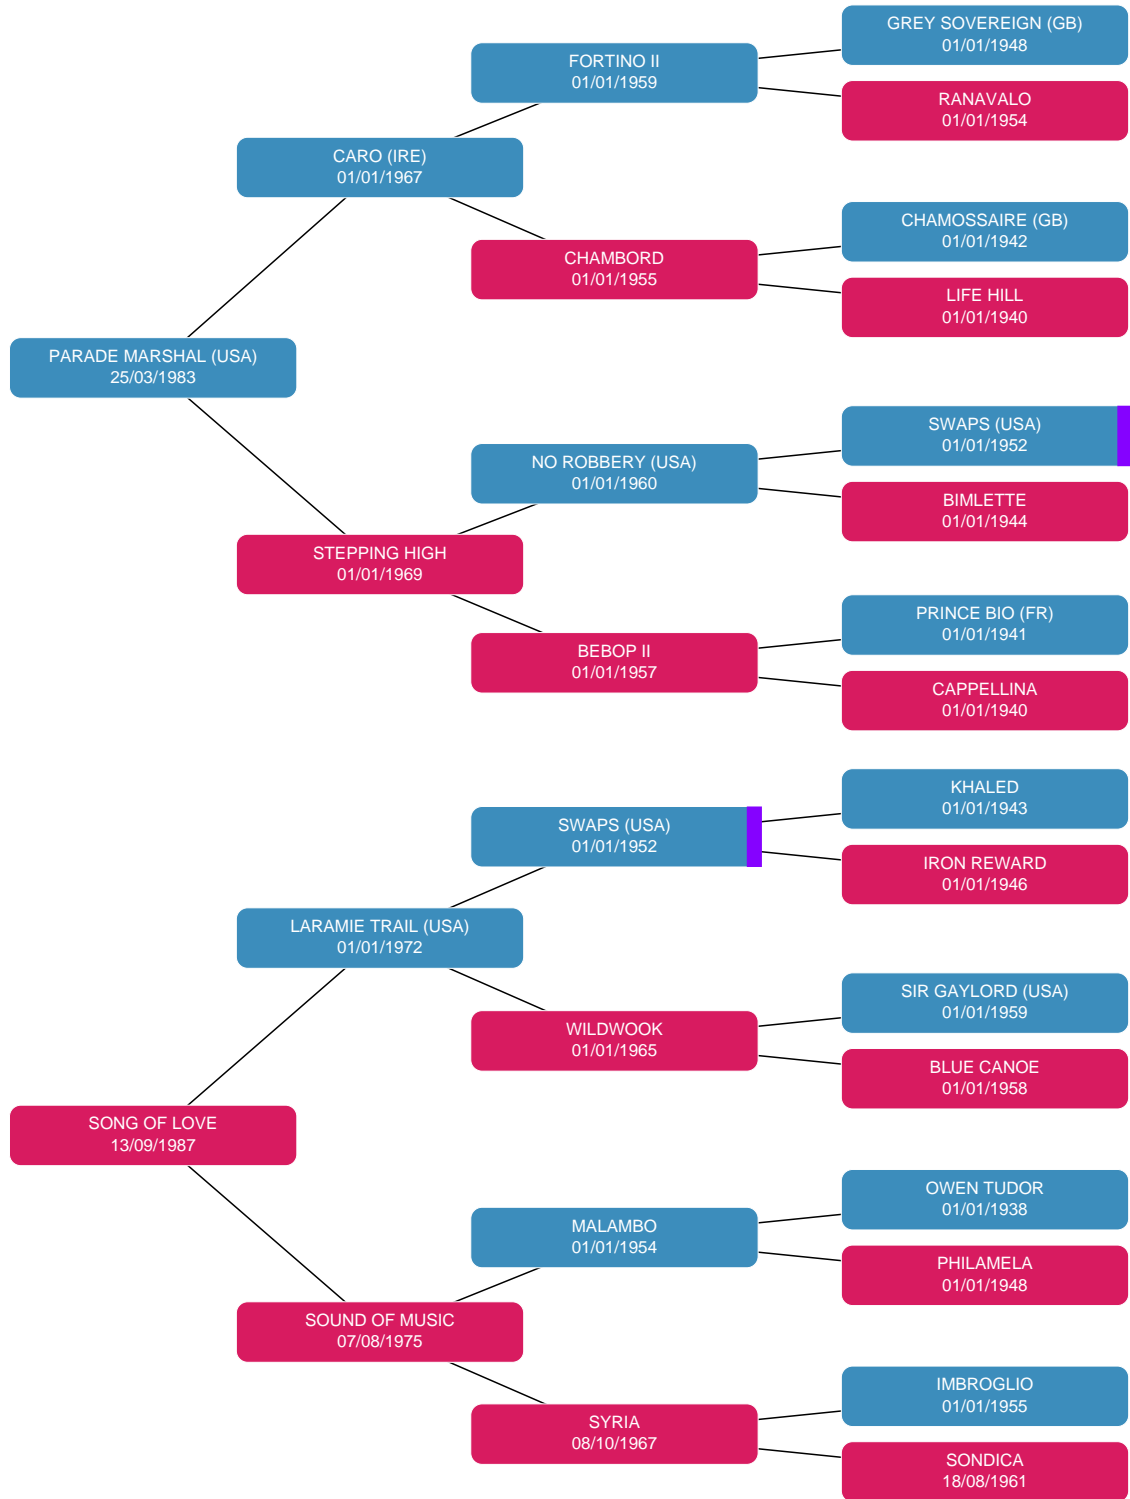 GREY SOVEREIGN (GB)
01/01/1948
FORTINO II
01/01/1959
RANAVALO
01/01/1954
CARO (IRE)
01/01/1967
CHAMOSSAIRE (GB)
01/01/1942
CHAMBORD
01/01/1955
LIFE HILL
01/01/1940
PARADE MARSHAL (USA)
25/03/1983
SWAPS (USA)
01/01/1952
NO ROBBERY (USA)
01/01/1960
BIMLETTE
01/01/1944
STEPPING HIGH
01/01/1969
PRINCE BIO (FR)
01/01/1941
BEBOP II
01/01/1957
CAPPELLINA
01/01/1940
KHALED
01/01/1943
SWAPS (USA)
01/01/1952
IRON REWARD
01/01/1946
LARAMIE TRAIL (USA)
01/01/1972
SIR GAYLORD (USA)
01/01/1959
WILDWOOK
01/01/1965
BLUE CANOE
01/01/1958
SONG OF LOVE
13/09/1987
OWEN TUDOR
01/01/1938
MALAMBO
01/01/1954
PHILAMELA
01/01/1948
SOUND OF MUSIC
07/08/1975
IMBROGLIO
01/01/1955
SYRIA
08/10/1967
SONDICA
18/08/1961